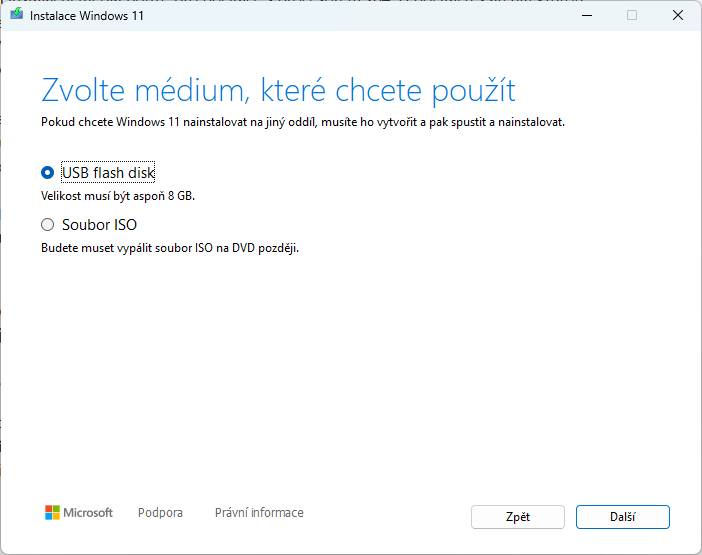 Instalace Windows 11
Zvolte médium, které chcete použít
Pokud chcete Windows 11 nainstalovat na jiný oddíl, musíte ho vytvořit a pak spustit a nainstalovat.
USB flash disk
Velikost musí být aspoň 8 GB.
Soubor ISO
Budete muset vypálit soubor ISO na DVD později.
Microsoft Podpora Právní informace Zpět Další